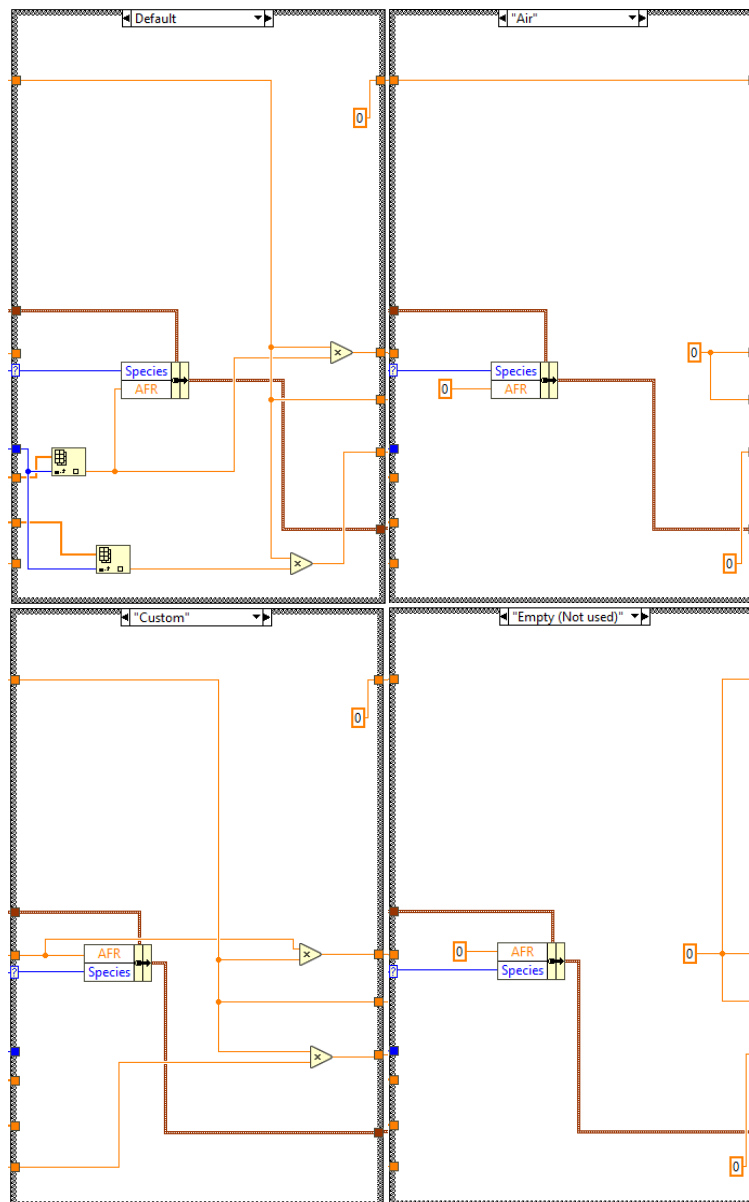 Default
"Air"
0
Species
AFR
x
Species
AFR
0
0
x
0
"Custom"
"Empty (Not used)"
0
AFR
Species
x
0
AFR
Species
0
x
0